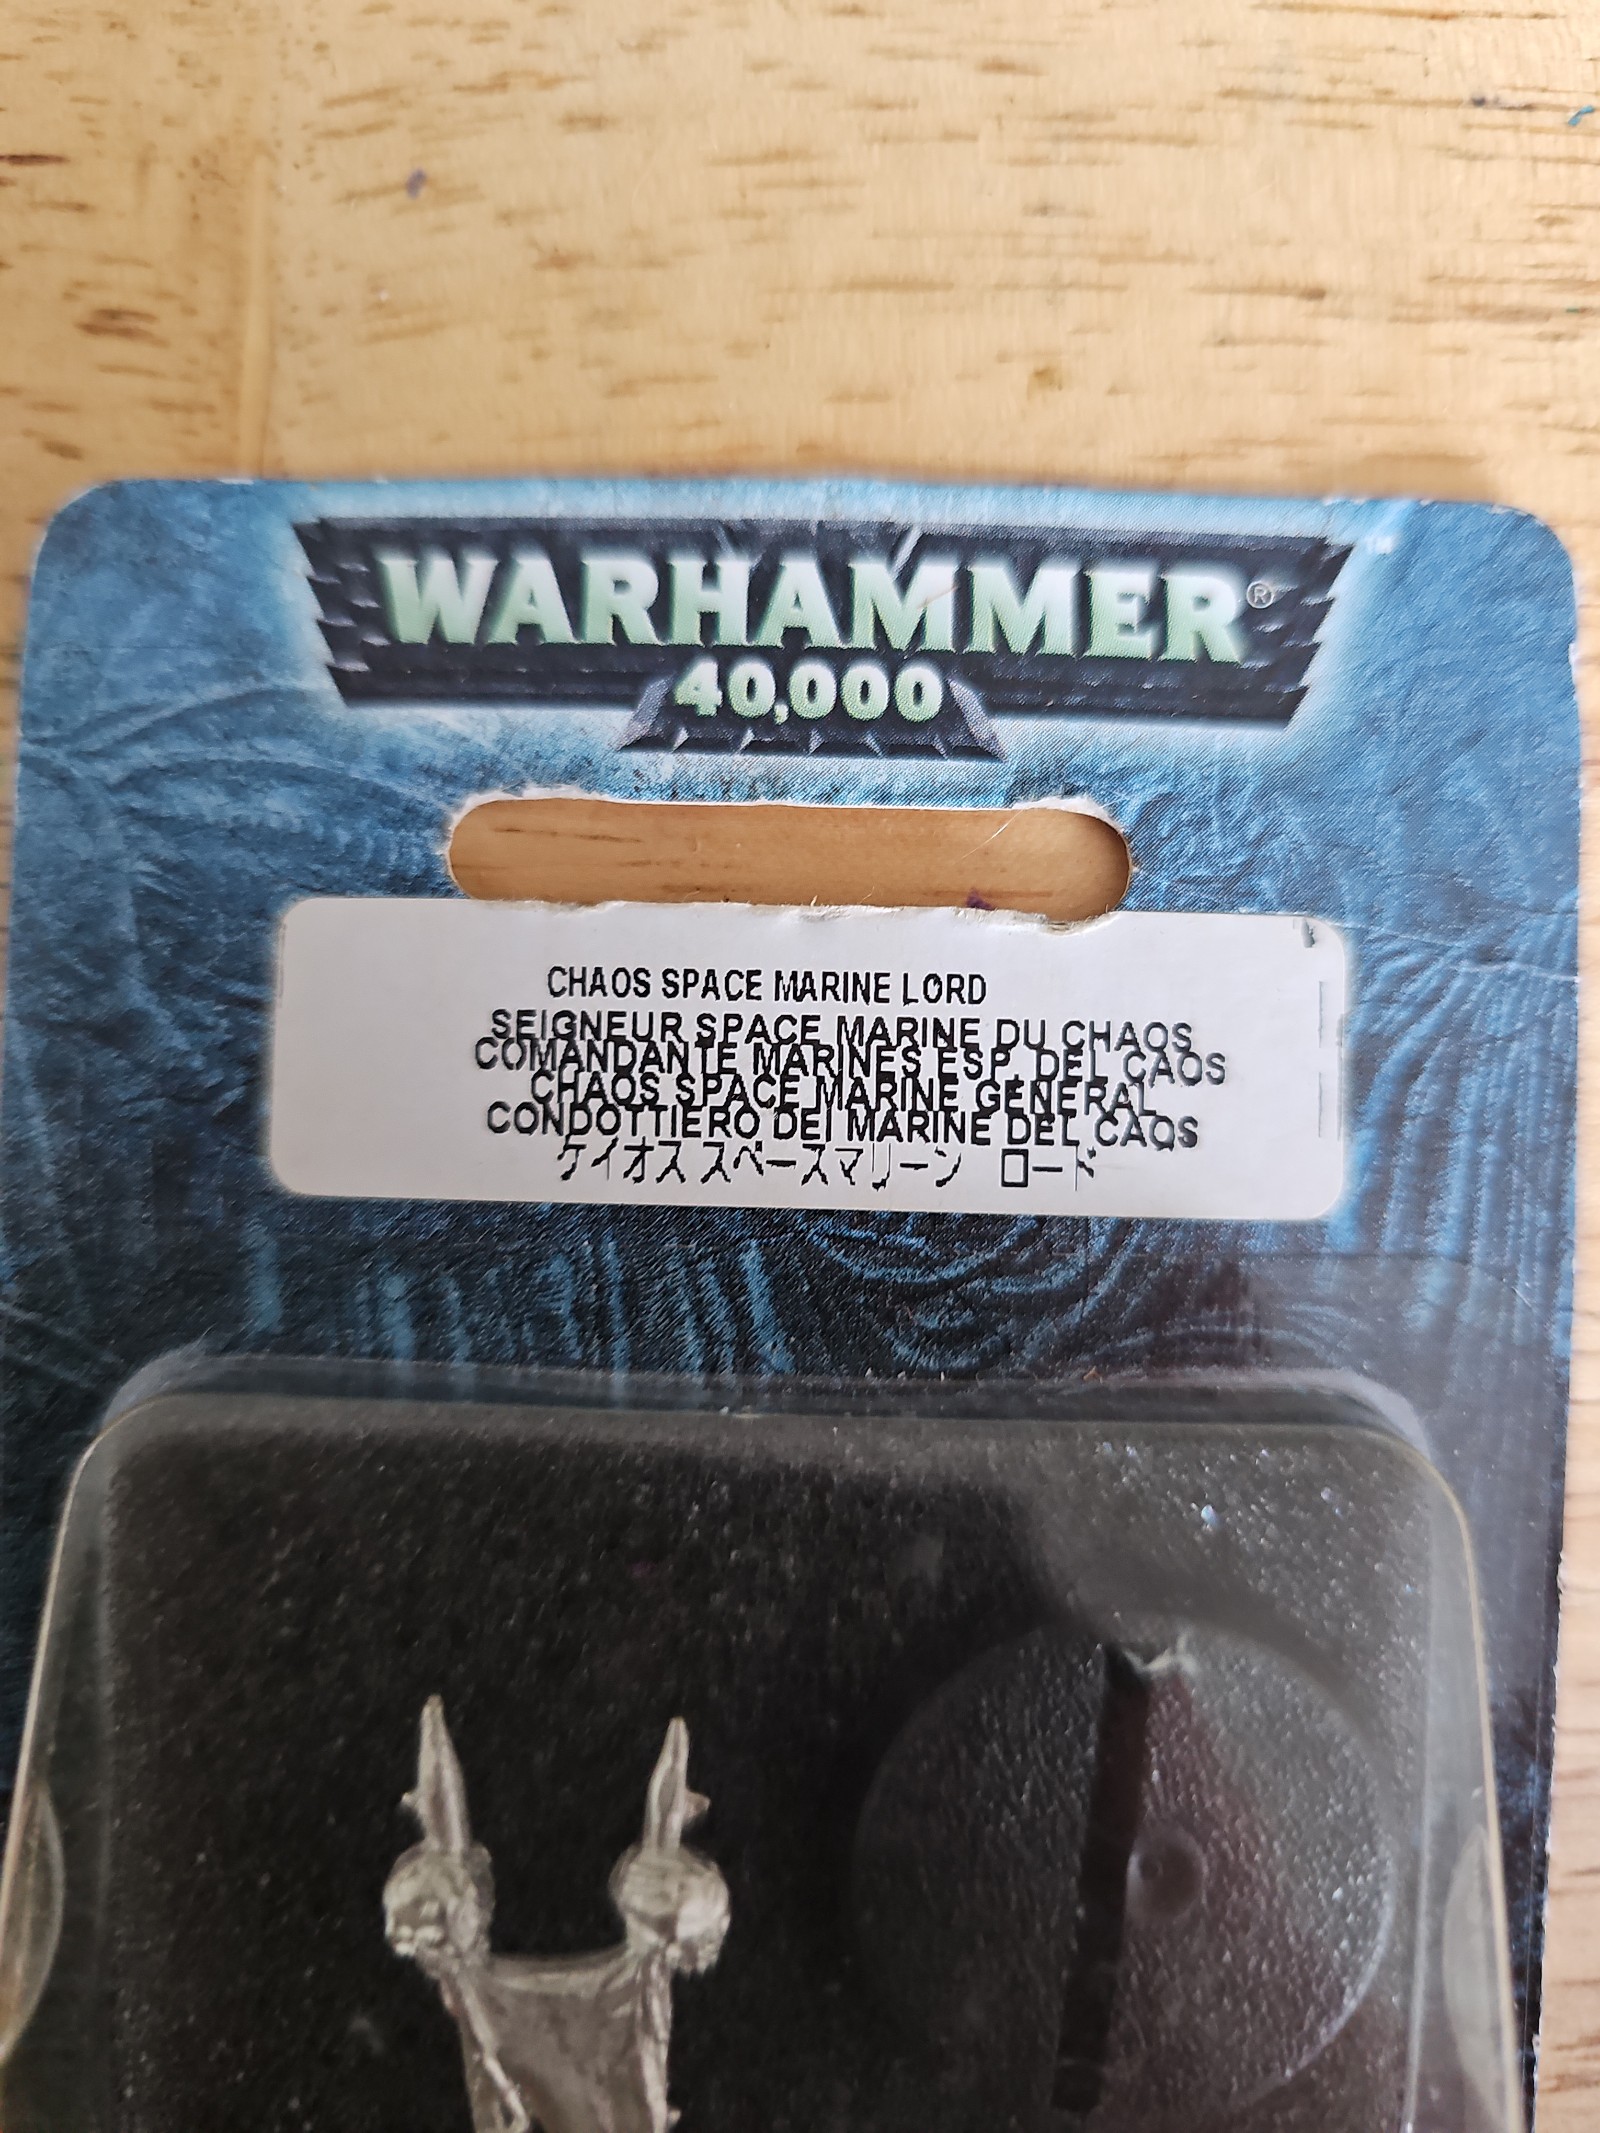 WARHAMMER®
40,000
™
CHAOS SPACE MARINE LORD
SEIGNEUR SPACE MARINE DU CHAOS
COMANDANTE MARINES ESP. DEL CAOS
CHAOS SPACE MARINE GENERAL
CONDOTTIERO DEI MARINE DEL CAOS
ケイオス スペースマリーン ロード